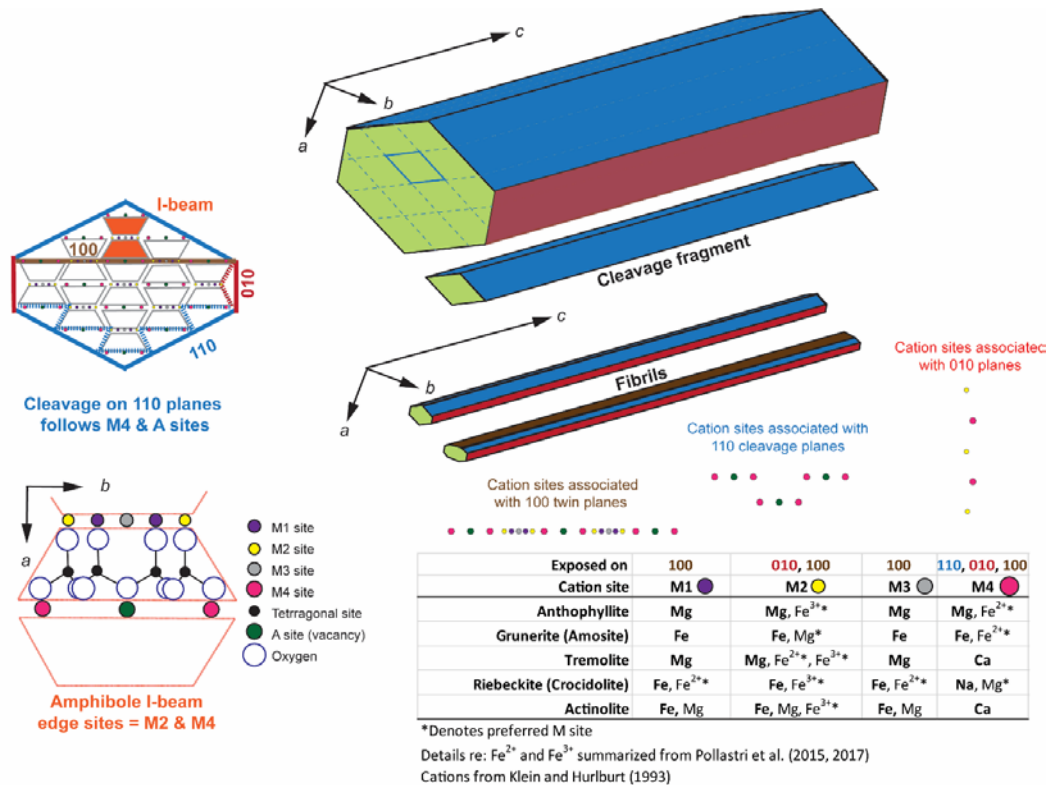 c
b
a
I-beam
100
010
110
Cleavage on 110 planes
follows M4 & A sites
Cleavage fragment
c
b
a
Fibrils
Cation sites associated
with 010 planes
Cation sites associated with
110 cleavage planes
Cation sites associated
with 100 twin planes
b
a
M1 site
M2 site
M3 site
M4 site
Tetrragonal site
A site (vacancy)
Oxygen
Amphibole I-beam
edge sites = M2 & M4
Exposed on 100 010, 100 100 110, 010, 100
Cation site M1 M2 M3 M4
Anthophyllite Mg Mg, Fe³⁺* Mg Mg, Fe²⁺*
Grunerite (Amosite) Fe Fe, Mg* Fe Fe, Fe²⁺*
Tremolite Mg Mg, Fe²⁺*, Fe³⁺* Mg Ca
Riebeckite (Crocidolite) Fe, Fe²⁺* Fe, Fe³⁺* Fe, Fe²⁺* Na, Mg*
Actinolite Fe, Mg Fe, Mg, Fe³⁺* Fe, Mg Ca
*Denotes preferred M site
Details re: Fe²⁺ and Fe³⁺ summarized from Pollastri et al. (2015, 2017)
Cations from Klein and Hurlburt (1993)